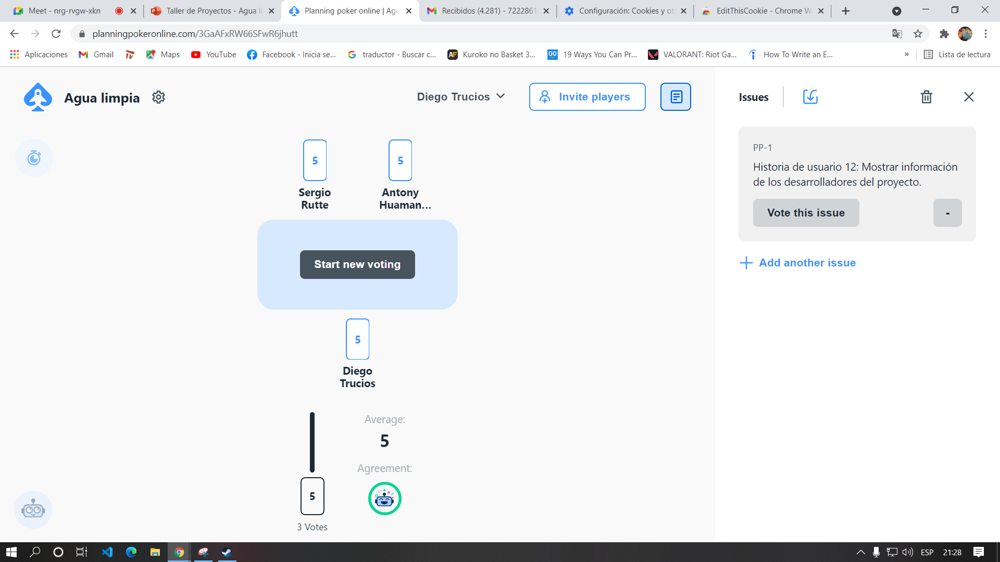 Meet - nrg-rvgw-xkn
Taller de Proyectos - Agua li
Planning poker online | Agu
Recibidos (4.281) - 7222861
Configuración: Cookies y ot
EditThisCookie - Chrome W
planningpokeronline.com/3GaAFxRW66SFwR6jhutt
Aplicaciones
Gmail
Maps
YouTube
Facebook - Inicia se...
traductor - Buscar c...
Kuroko no Basket 3...
19 Ways You Can Pr...
VALORANT: Riot Ga...
How To Write an E...
»
Lista de lectura
Agua limpia
Diego Trucios
Invite players
5
Sergio
Rutte
5
Antony
Huaman...
Start new voting
5
Diego
Trucios
5
3 Votes
Average:
5
Agreement:
Issues
PP-1
Historia de usuario 12: Mostrar información
de los desarrolladores del proyecto.
Vote this issue
-
Add another issue
ESP
21:28